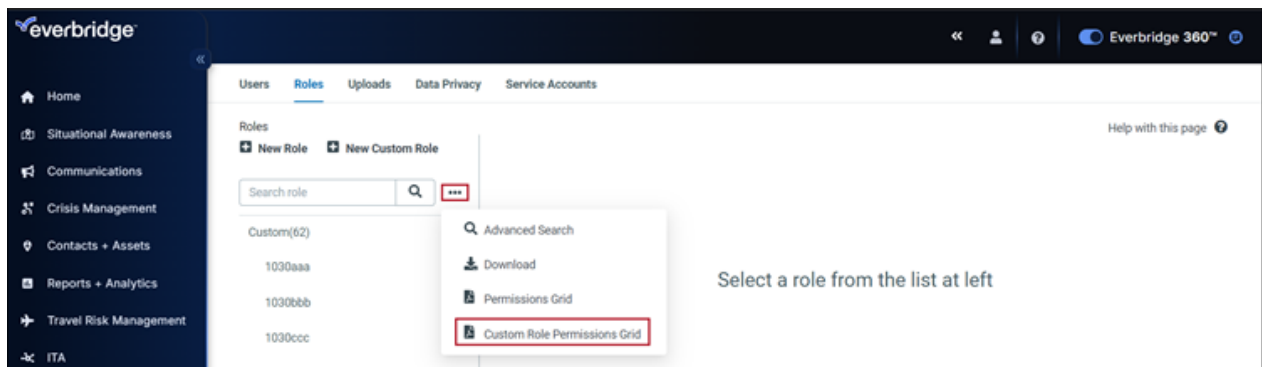 everbridge
Everbridge 360™
Home
Situational Awareness
Communications
Crisis Management
Contacts + Assets
Reports + Analytics
Travel Risk Management
ITA
Users Roles Uploads Data Privacy Service Accounts
Roles
Help with this page
New Role New Custom Role
Search role
Custom(62)
1030aaa
1030bbb
1030ccc
Advanced Search
Download
Permissions Grid
Custom Role Permissions Grid
Select a role from the list at left